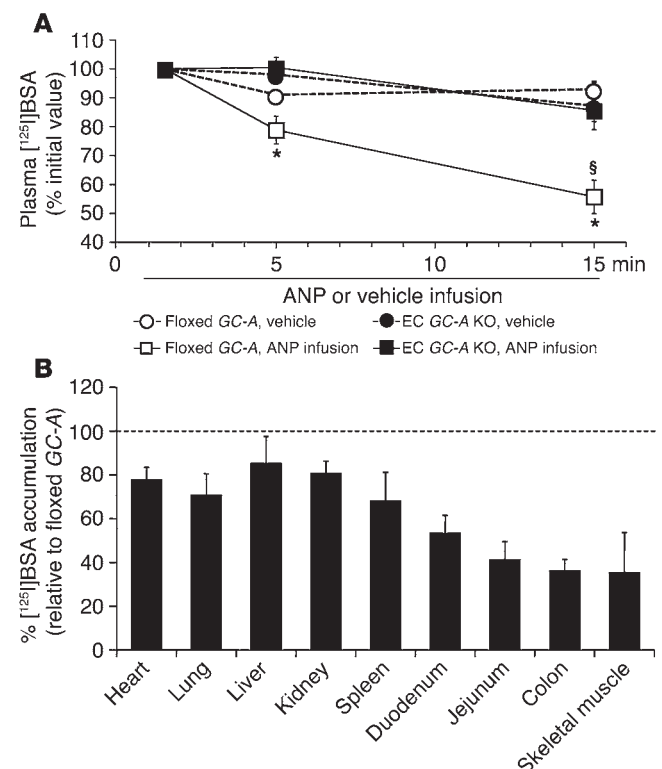 A
Plasma [¹²⁵I]BSA
(% initial value)
110
100
90
80
70
60
50
40
*
§
*
0 5 10 15 min
ANP or vehicle infusion
Floxed GC-A, vehicle EC GC-A KO, vehicle
Floxed GC-A, ANP infusion EC GC-A KO, ANP infusion
B
% [¹²⁵I]BSA accumulation
(relative to floxed GC-A)
120
100
80
60
40
20
0
Heart
Lung
Liver
Kidney
Spleen
Duodenum
Jejunum
Colon
Skeletal muscle